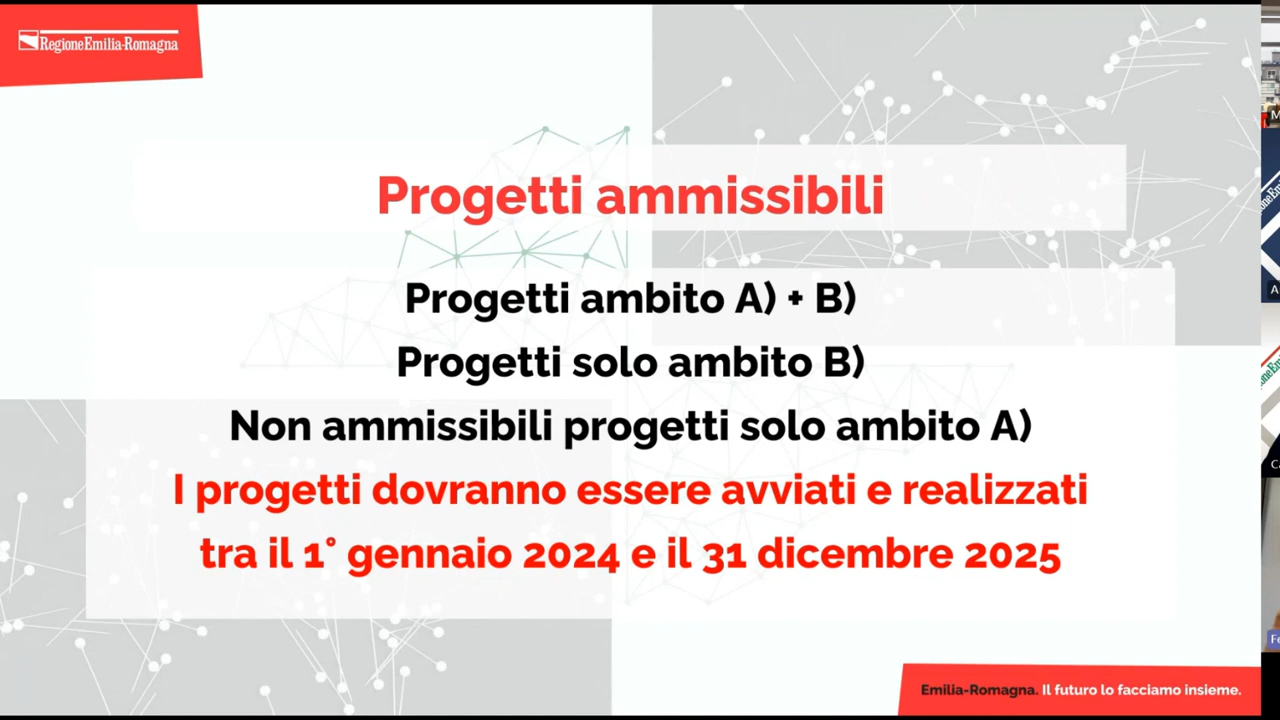 RegioneEmilia-Romagna
Progetti ammissibili
Progetti ambito A) + B)
Progetti solo ambito B)
Non ammissibili progetti solo ambito A)
I progetti dovranno essere avviati e realizzati
tra il 1° gennaio 2024 e il 31 dicembre 2025
Emilia-Romagna. Il futuro lo facciamo insieme.